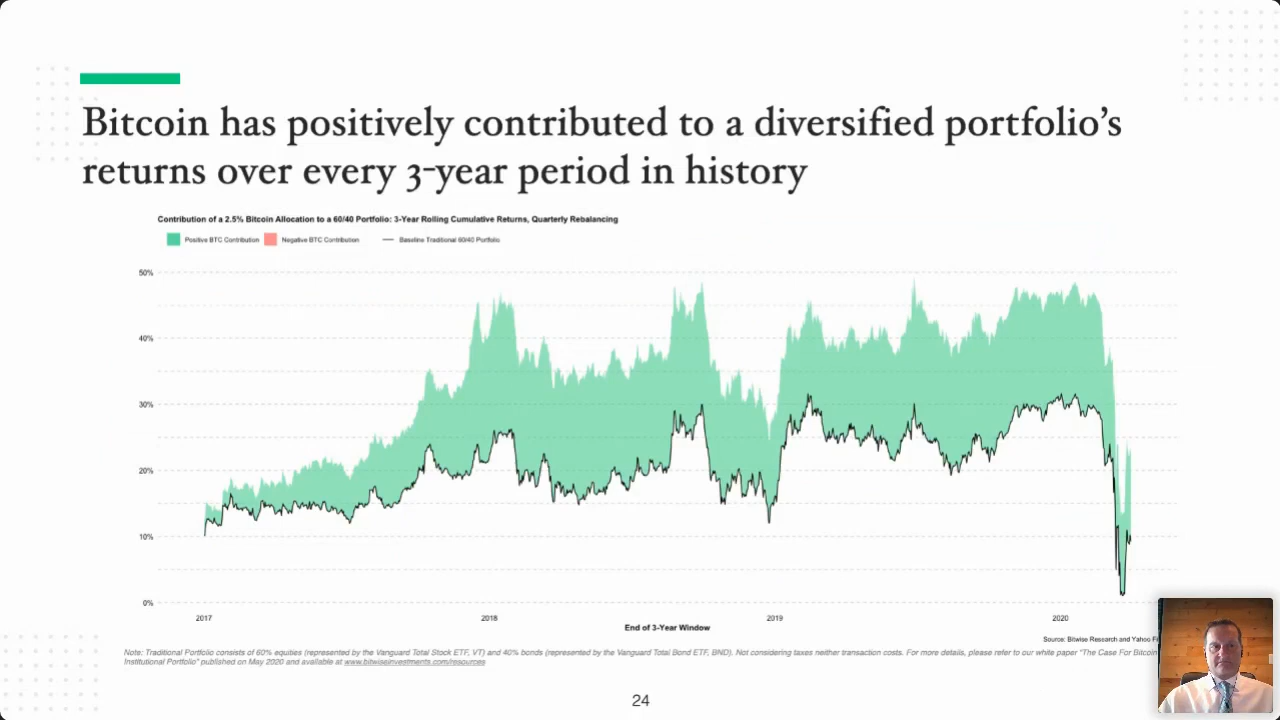 Bitcoin has positively contributed to a diversified portfolio’s
returns over every 3-year period in history
Contribution of a 2.5% Bitcoin Allocation to a 60/40 Portfolio: 3-Year Rolling Cumulative Returns, Quarterly Rebalancing
Positive BTC Contribution Negative BTC Contribution Baseline Traditional 60/40 Portfolio
50%
40%
30%
20%
10%
0%
2017 2018 2019 2020
End of 3-Year Window
Source: Bitwise Research and Yahoo
Note: Traditional Portfolio consists of 60% equities (represented by the Vanguard Total Stock ETF, VT) and 40% bonds (represented by the Vanguard Total Bond ETF, BND). Not considering taxes neither transaction costs. For more details, please refer to our white paper "The Case For Bitcoin
Institutional Portfolio" published on May 2020 and available at www.bitwiseinvestments.com/resources
24